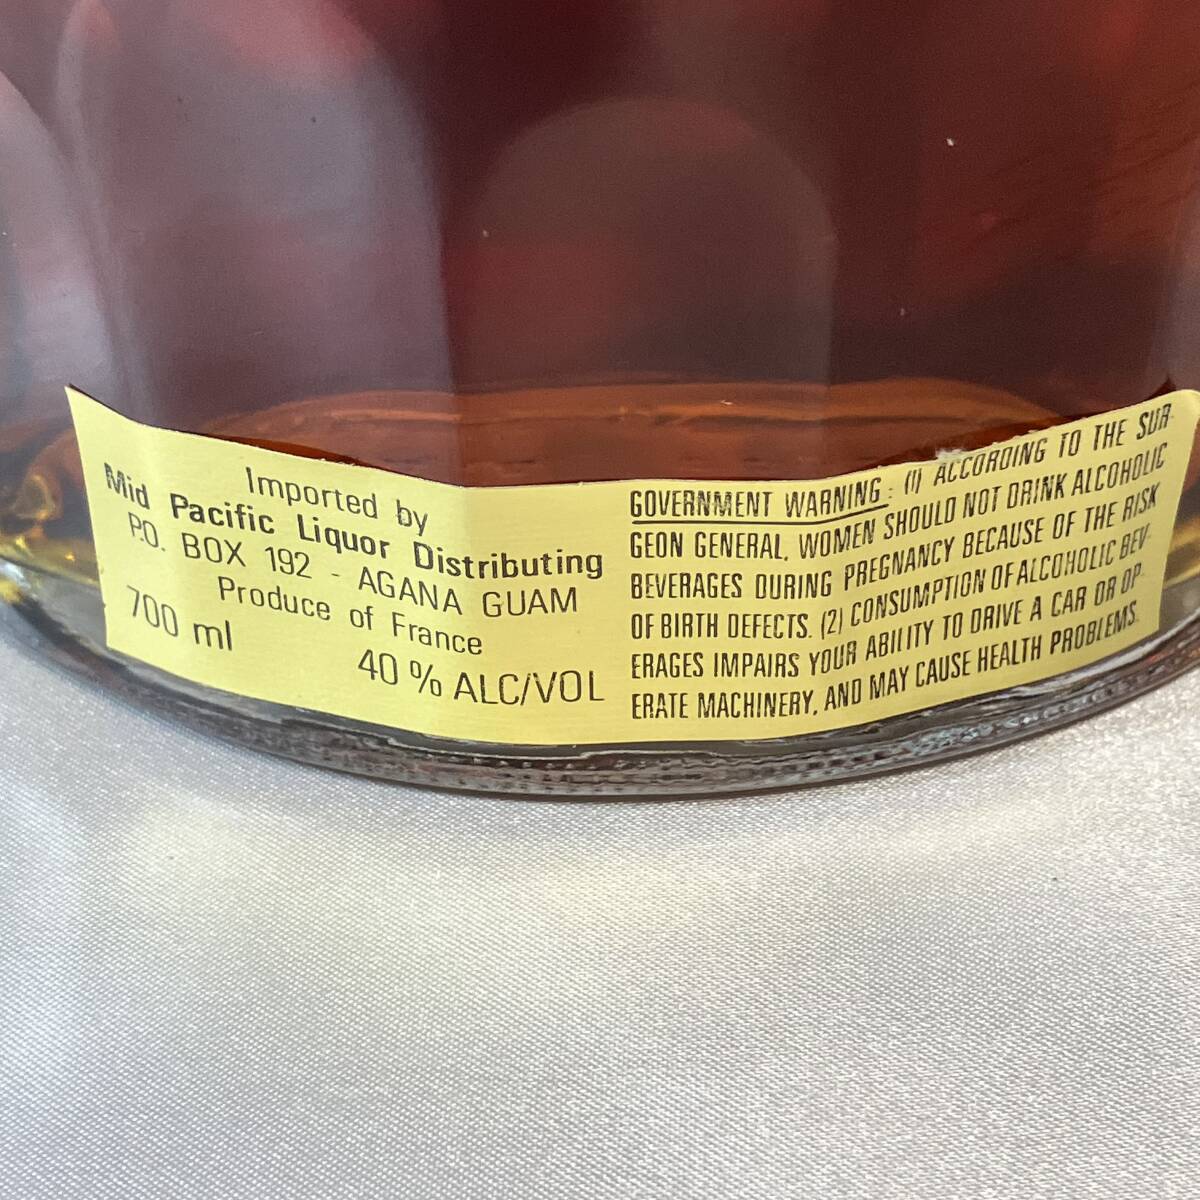 Imported by
Mid Pacific Liquor Distributing
P.O. BOX 192 - AGANA GUAM
Produce of France
700 ml
40 % ALC/VOL
GOVERNMENT WARNING : (1) ACCORDING TO THE SUR-
GEON GENERAL, WOMEN SHOULD NOT DRINK ALCOHOLIC
BEVERAGES DURING PREGNANCY BECAUSE OF THE RISK
OF BIRTH DEFECTS. (2) CONSUMPTION OF ALCOHOLIC BEV-
ERAGES IMPAIRS YOUR ABILITY TO DRIVE A CAR OR OP-
ERATE MACHINERY, AND MAY CAUSE HEALTH PROBLEMS.